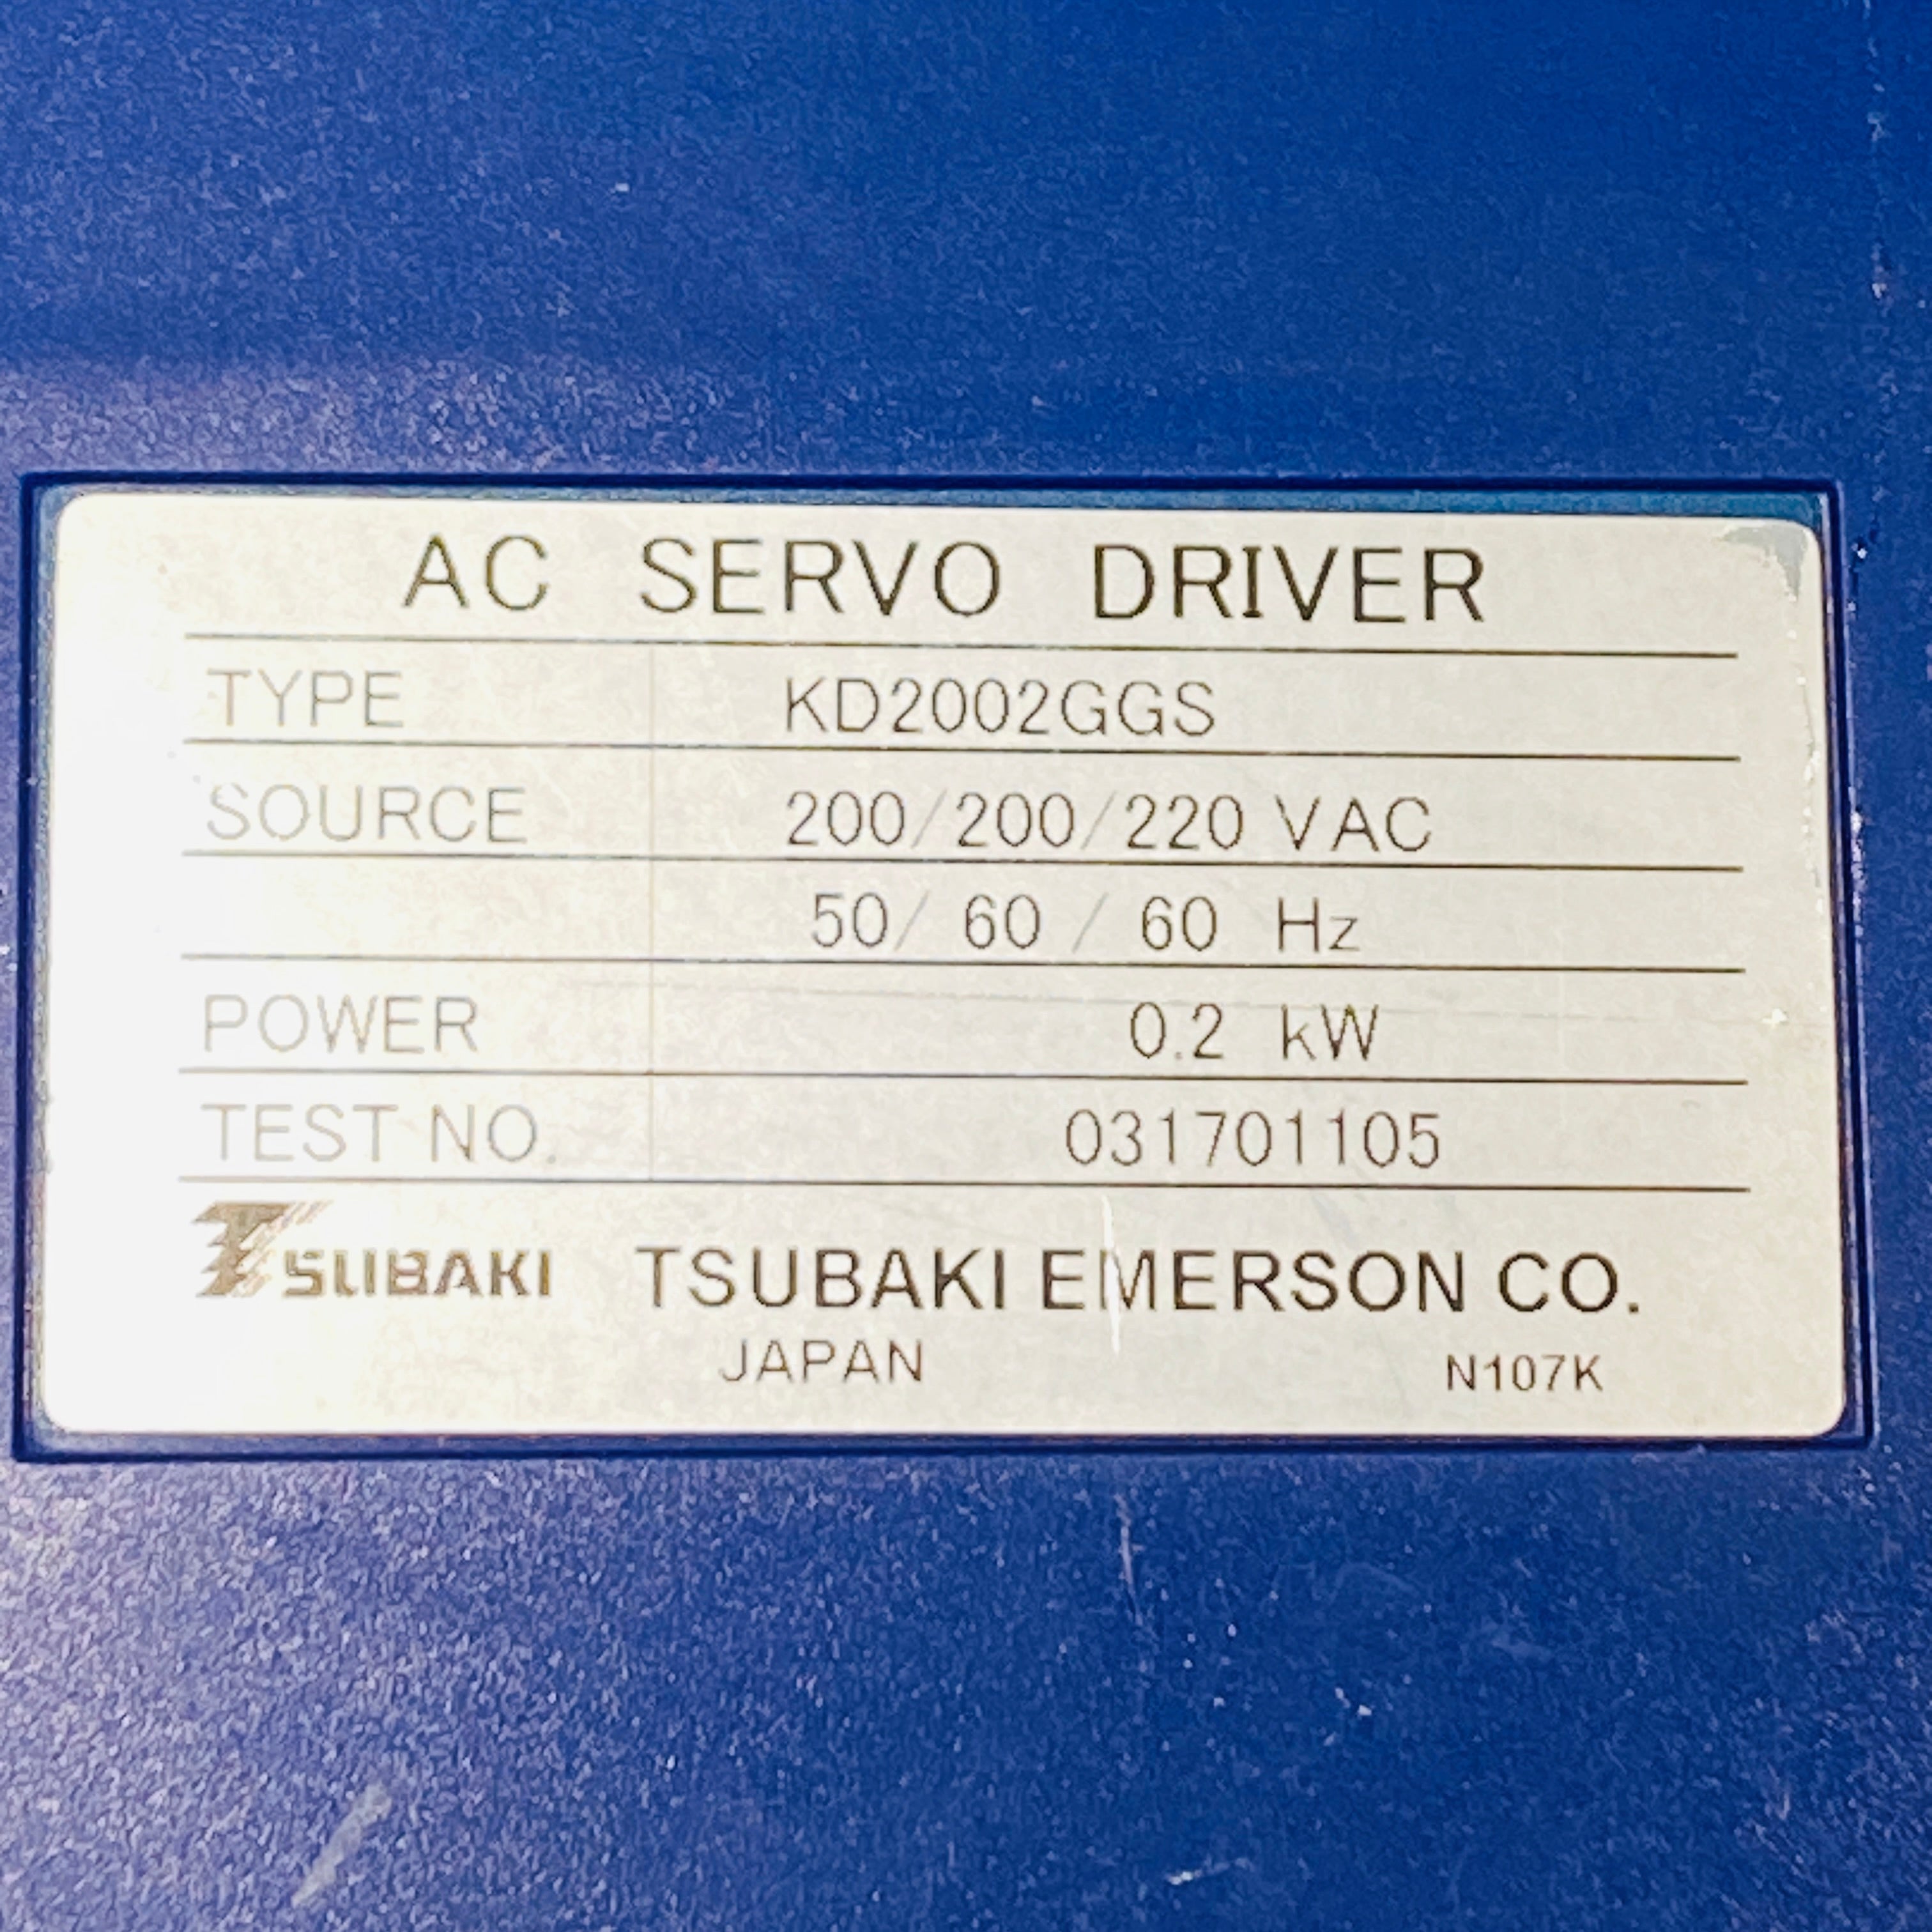 AC SERVO DRIVER
TYPE KD2002GGS
SOURCE 200/200/220 VAC
50/ 60 / 60 Hz
POWER 0.2 kW
TEST NO. 031701105
TSUBAKI TSUBAKI EMERSON CO.
JAPAN N107K